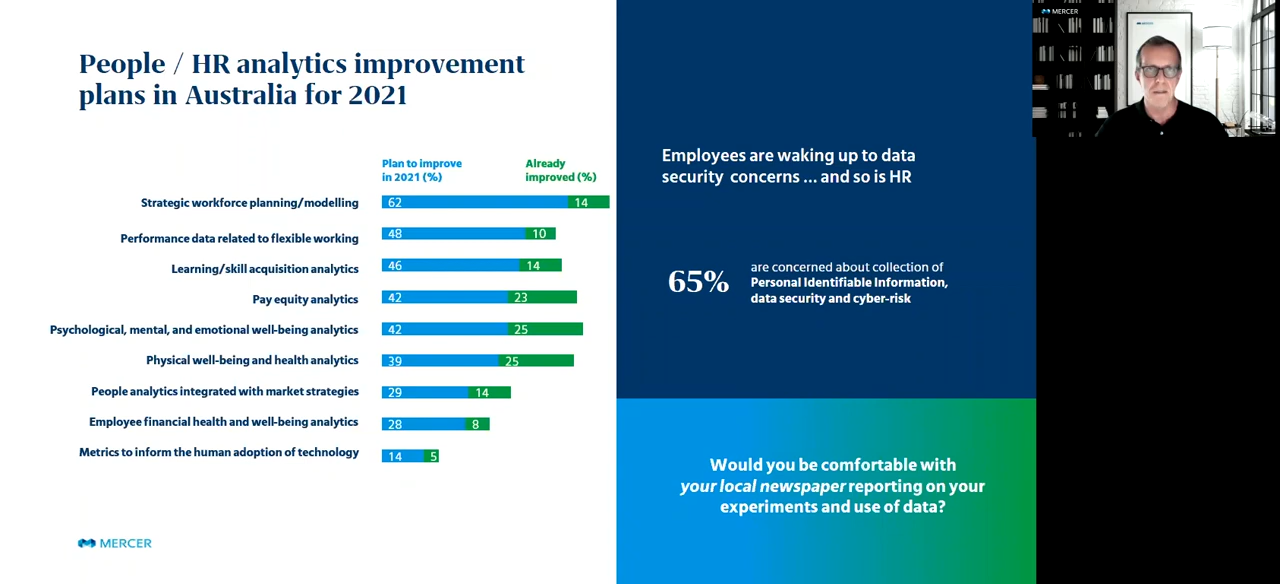 People / HR analytics improvement
plans in Australia for 2021
Plan to improve
in 2021 (%)
Already
improved (%)
Strategic workforce planning/modelling 62 14
Performance data related to flexible working 48 10
Learning/skill acquisition analytics 46 14
Pay equity analytics 42 23
Psychological, mental, and emotional well-being analytics 42 25
Physical well-being and health analytics 39 25
People analytics integrated with market strategies 29 14
Employee financial health and well-being analytics 28 8
Metrics to inform the human adoption of technology 14 5
MERCER
Employees are waking up to data
security concerns ... and so is HR
65%
are concerned about collection of
Personal Identifiable Information,
data security and cyber-risk
Would you be comfortable with
your local newspaper reporting on your
experiments and use of data?
MERCER